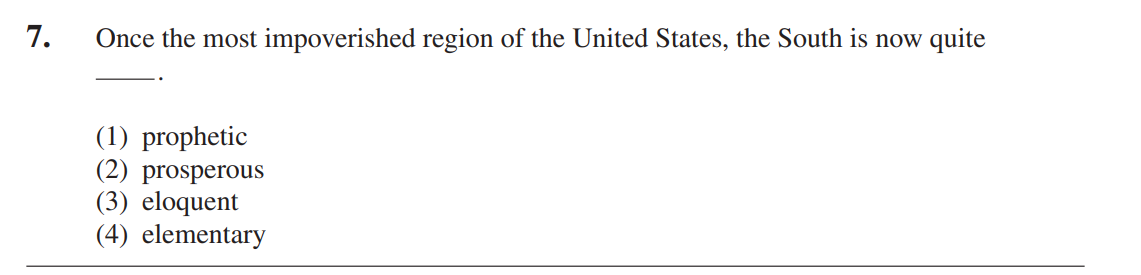 7. Once the most impoverished region of the United States, the South is now quite
_____.
(1) prophetic
(2) prosperous
(3) eloquent
(4) elementary